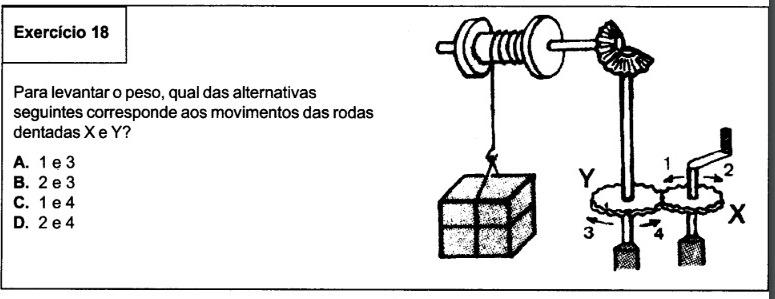 Exercício 18
Para levantar o peso, qual das alternativas
seguintes corresponde aos movimentos das rodas
dentadas X e Y?
A. 1 e 3
B. 2 e 3
C. 1 e 4
D. 2 e 4
1
2
Y
X
3
4